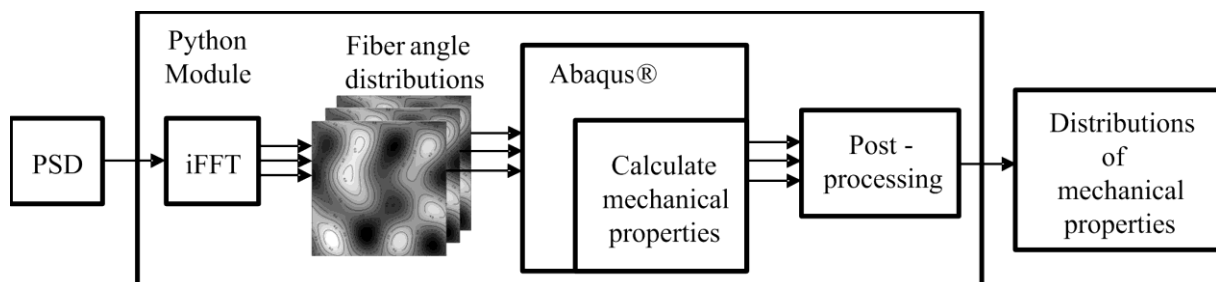 PSD
Python
Module
iFFT
Fiber angle
distributions
Abaqus®
Calculate
mechanical
properties
Post -
processing
Distributions
of
mechanical
properties